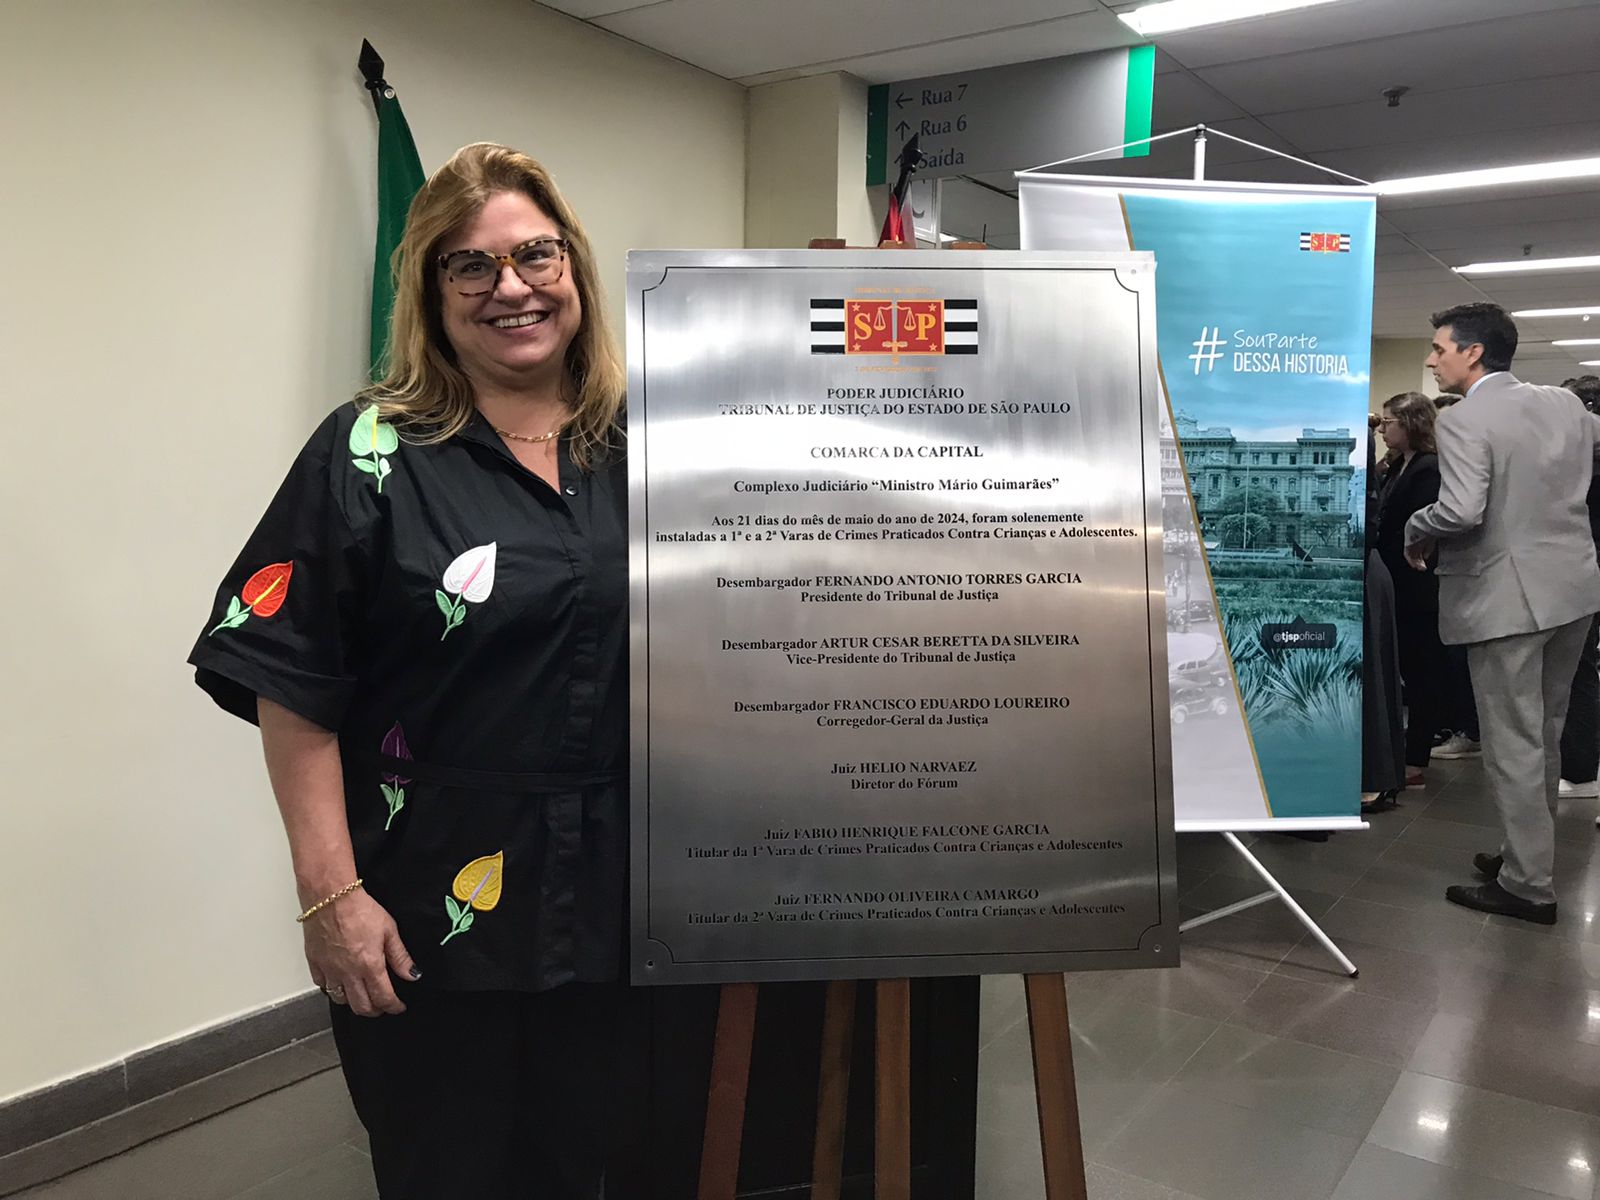 ← Rua 7
↑ Rua 6
Saída
TRIBUNAL DE JUSTIÇA
S P
PODER JUDICIÁRIO
TRIBUNAL DE JUSTIÇA DO ESTADO DE SÃO PAULO
COMARCA DA CAPITAL
Complexo Judiciário “Ministro Mário Guimarães”
Aos 21 dias do mês de maio do ano de 2024, foram solenemente
instaladas a 1ª e a 2ª Varas de Crimes Praticados Contra Crianças e Adolescentes.
Desembargador FERNANDO ANTONIO TORRES GARCIA
Presidente do Tribunal de Justiça
Desembargador ARTUR CESAR BERETTA DA SILVEIRA
Vice-Presidente do Tribunal de Justiça
Desembargador FRANCISCO EDUARDO LOUREIRO
Corregedor-Geral da Justiça
Juiz HELIO NARVAEZ
Diretor do Fórum
Juiz FABIO HENRIQUE FALCONE GARCIA
Titular da 1ª Vara de Crimes Praticados Contra Crianças e Adolescentes
Juiz FERNANDO OLIVEIRA CAMARGO
Titular da 2ª Vara de Crimes Praticados Contra Crianças e Adolescentes
S P
# SouParte
DESSA HISTORIA
@tjspoficial